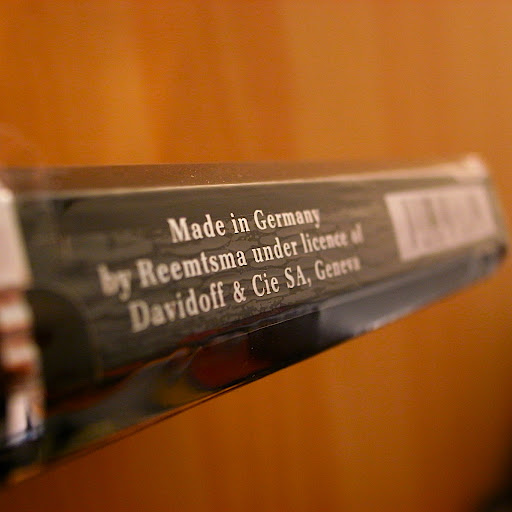 Made in Germany
by Reemtsma under licence of
Davidoff & Cie SA, Geneva